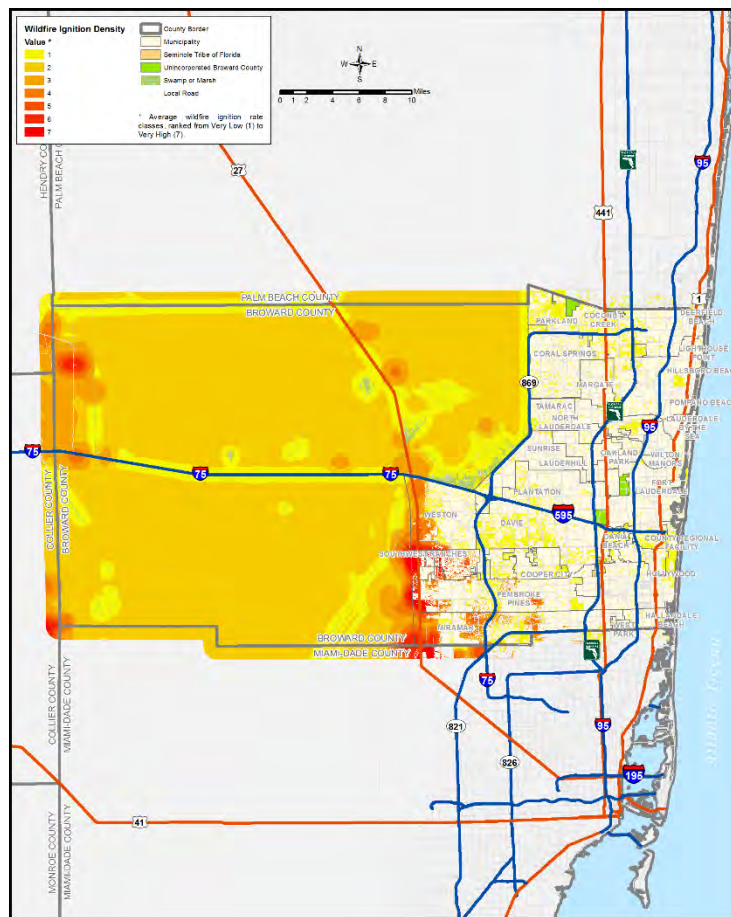 Wildfire Ignition Density
Value *
1
2
3
4
5
6
7
County Border
Municipality
Seminole Tribe of Florida
Unincorporated Broward County
Swamp or Marsh
Local Road
* Average wildfire ignition rate
classes, ranked from Very Low (1) to
Very High (7).
N
W E
S
Miles
0 1 2 4 6 8 10
HENDRY CO
PALM BEACH C
27
95
441
1
PALM BEACH COUNTY
BROWARD COUNTY
DEERFIELD
BEACH
PARKLAND
COCONUT
CREEK
LIGHTHOUSE
POINT
CORAL SPRINGS
HILLSBORO BEA
869
MARGATE
POMPANO BEAC
TAMARAC
NORTH
LAUDERDALE
LAUDERDALE
BY THE
SEA
95
SUNRISE
OAKLAND
PARK
WILTON
MANORS
LAUDERHILL
75
75
75
FORT
LAUDERDALE
PLANTATION
595
WESTON
DAVIE
COLLIER COUNTY
BROWARD COUNTY
DANIA
BEACH
COUNTY REGIONAL
FACILITY
SOUTHWEST RANCHES
COOPER CITY
HOLLYWOOD
PEMBROKE
PINES
HALLANDALE
BEACH
MIRAMAR
WEST
PARK
BROWARD COUNTY
MIAMI-DADE COUNTY
75
COLLIER COUNTY
MIAMI-DADE COUNTY
821
826
95
195
Atlantic Ocean
41
MONROE COUNTY
MIAMI-DADE COUNTY